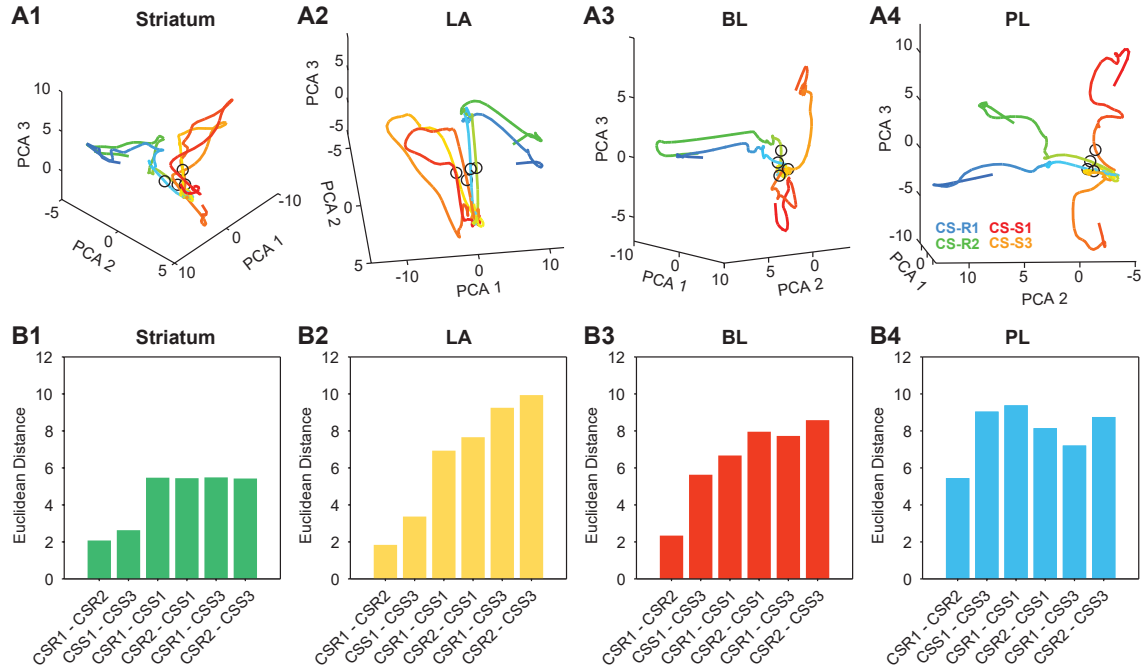 A1 Striatum
10
5
0
PCA 3
-5
0
5
PCA 2
10
0
-10
PCA 1
A2 LA
5
0
-5
PCA 3
0
5
PCA 2
-10 0 10
PCA 1
A3 BL
5
0
-5
PCA 3
-10
0
10
PCA 1
5
0
PCA 2
A4 PL
10
5
0
-5
-10
PCA 3
0
10
PCA 1
5 0 -5
PCA 2
CS-R1 CS-S1
CS-R2 CS-S3
B1 Striatum
12
10
8
6
4
2
0
Euclidean Distance
CSR1 - CSR2
CSS1 - CSS3
CSR1 - CSS1
CSR2 - CSS1
CSR1 - CSS3
CSR2 - CSS3
B2 LA
12
10
8
6
4
2
0
Euclidean Distance
CSR1 - CSR2
CSS1 - CSS3
CSR1 - CSS1
CSR2 - CSS1
CSR1 - CSS3
CSR2 - CSS3
B3 BL
12
10
8
6
4
2
0
Euclidean Distance
CSR1 - CSR2
CSS1 - CSS3
CSR1 - CSS1
CSR2 - CSS1
CSR1 - CSS3
CSR2 - CSS3
B4 PL
12
10
8
6
4
2
0
Euclidean Distance
CSR1 - CSR2
CSS1 - CSS3
CSR1 - CSS1
CSR2 - CSS1
CSR1 - CSS3
CSR2 - CSS3